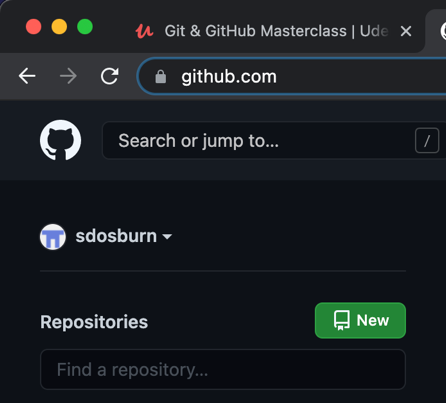 Git & GitHub Masterclass | Ude
github.com
Search or jump to... /
sdosburn
Repositories New
Find a repository...